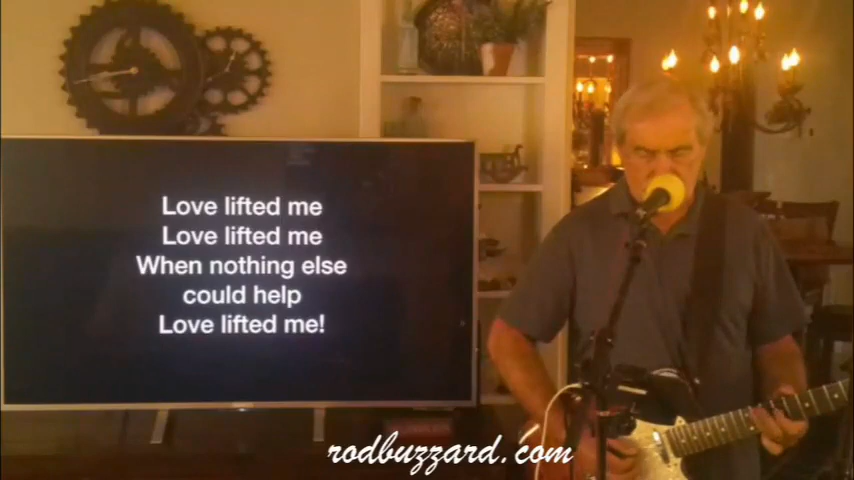 Love lifted me
Love lifted me
When nothing else
could help
Love lifted me!
rodbuzzard.com